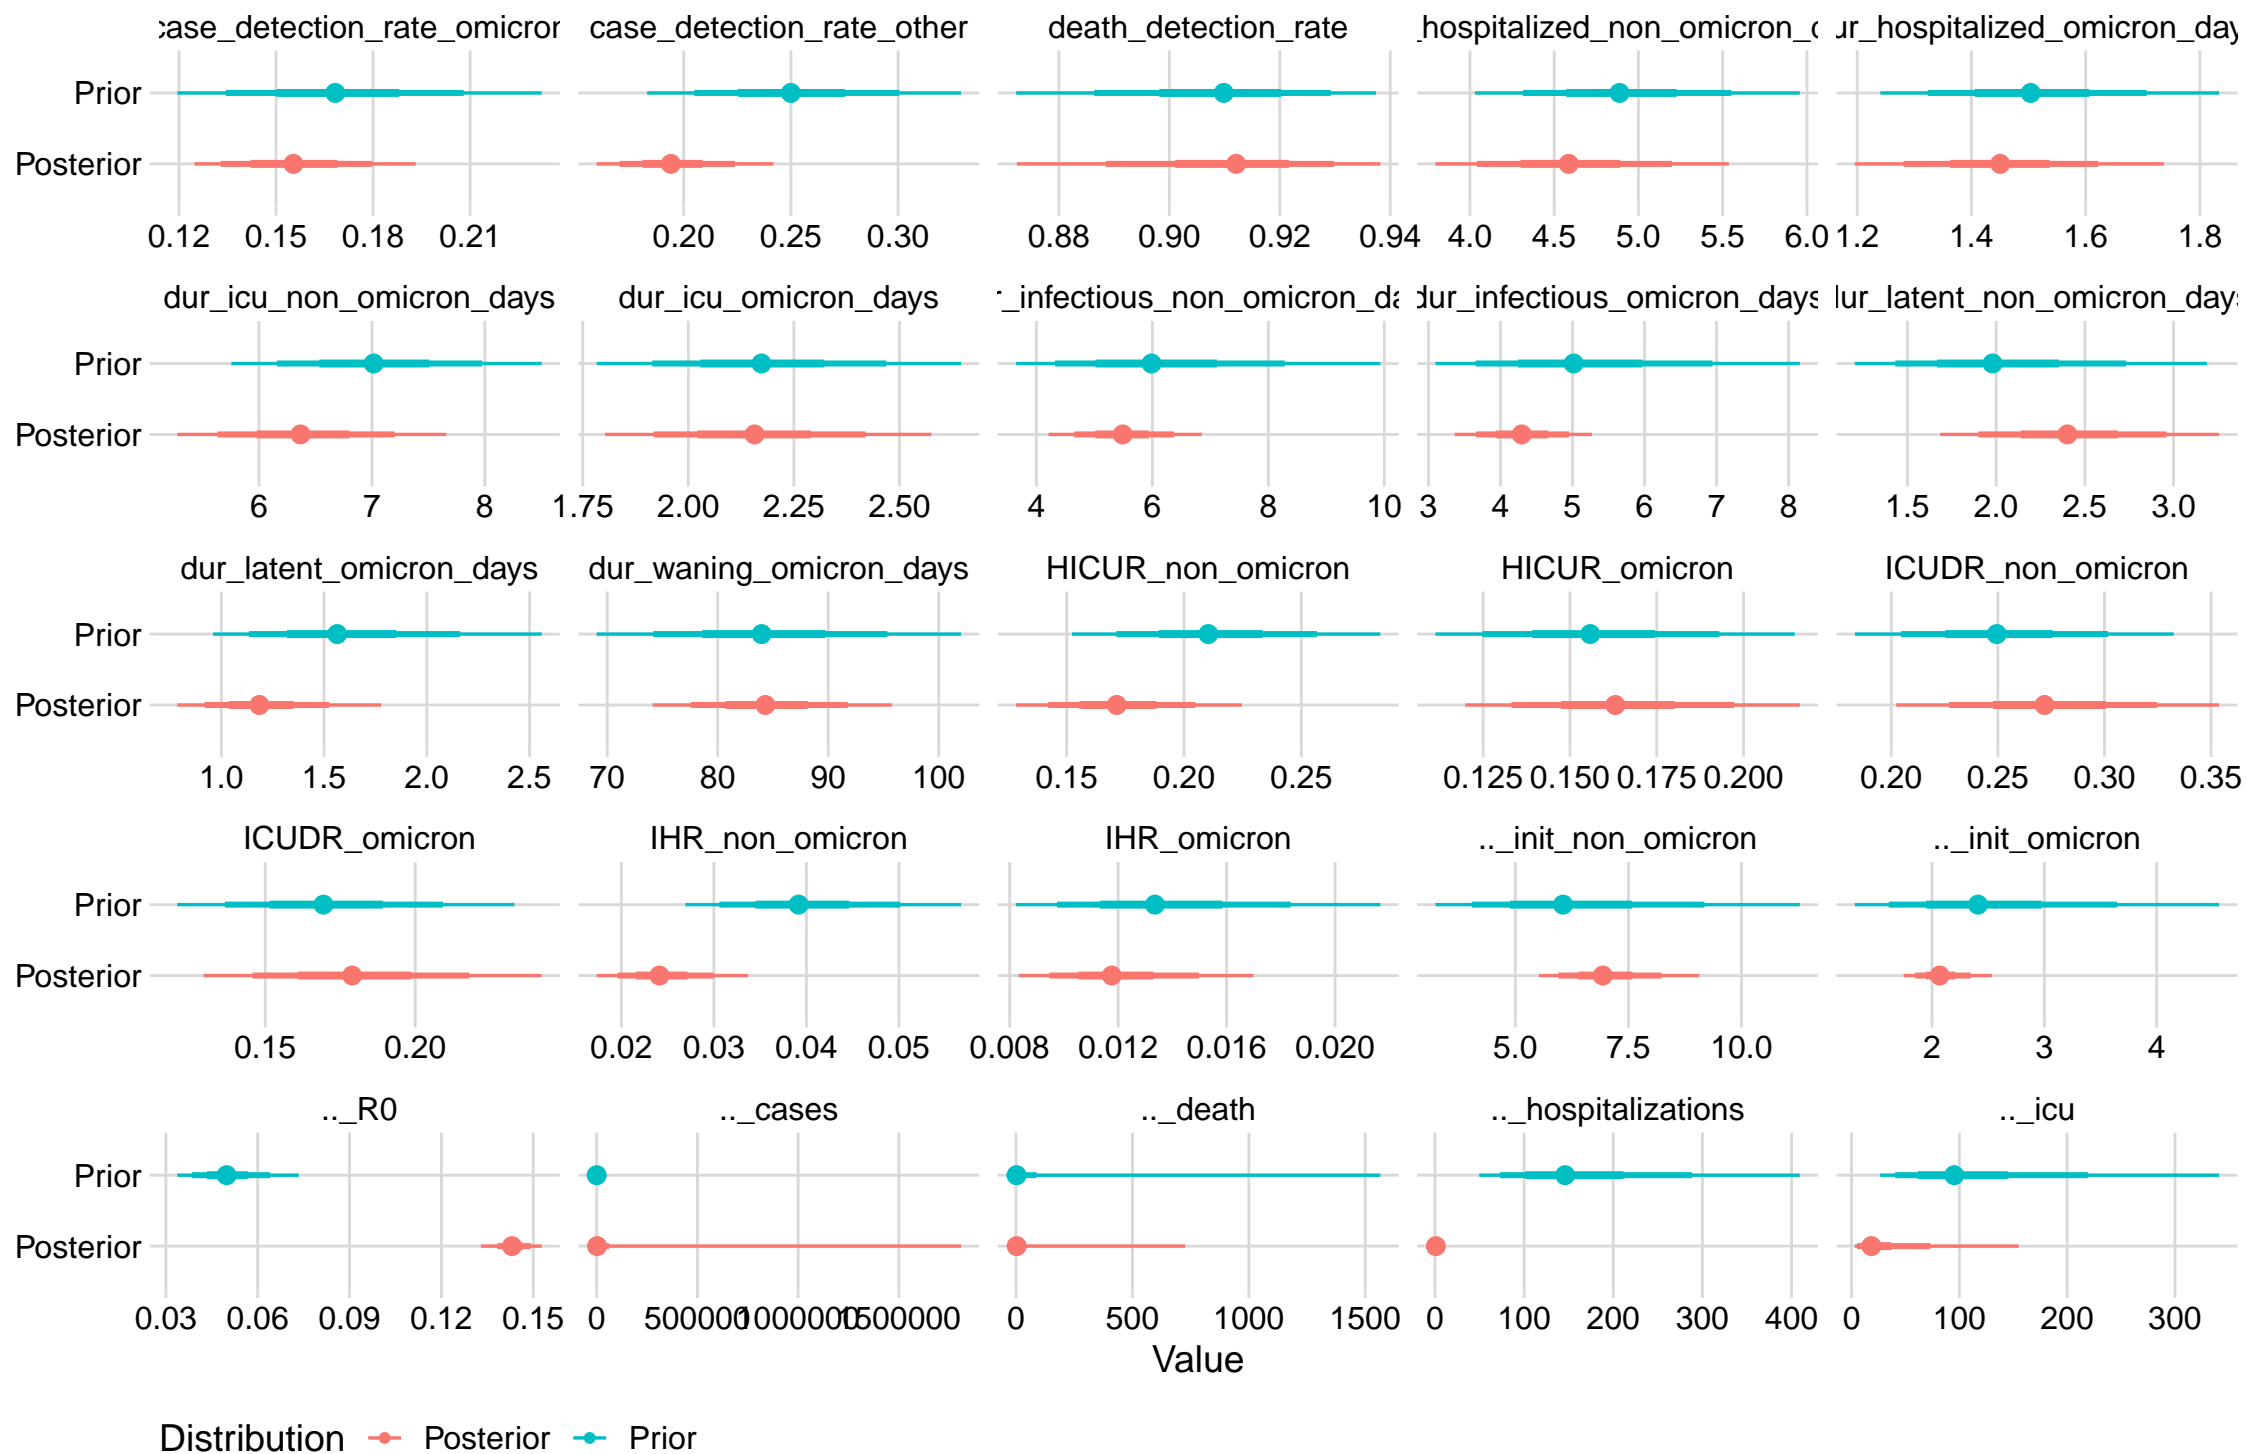 case_detection_rate_omicron case_detection_rate_other death_detection_rate _hospitalized_non_omicron_d ur_hospitalized_omicron_day
Prior
Posterior
0.12 0.15 0.18 0.21 0.20 0.25 0.30 0.88 0.90 0.92 0.94 4.0 4.5 5.0 5.5 6.0 1.2 1.4 1.6 1.8
dur_icu_non_omicron_days dur_icu_omicron_days r_infectious_non_omicron_da dur_infectious_omicron_days dur_latent_non_omicron_days
Prior
Posterior
6 7 8 1.75 2.00 2.25 2.50 4 6 8 10 3 4 5 6 7 8 1.5 2.0 2.5 3.0
dur_latent_omicron_days dur_waning_omicron_days HICUR_non_omicron HICUR_omicron ICUDR_non_omicron
Prior
Posterior
1.0 1.5 2.0 2.5 70 80 90 100 0.15 0.20 0.25 0.125 0.150 0.175 0.200 0.20 0.25 0.30 0.35
ICUDR_omicron IHR_non_omicron IHR_omicron .._init_non_omicron .._init_omicron
Prior
Posterior
0.15 0.20 0.02 0.03 0.04 0.05 0.008 0.012 0.016 0.020 5.0 7.5 10.0 2 3 4
.._R0 .._cases .._death .._hospitalizations .._icu
Prior
Posterior
0.03 0.06 0.09 0.12 0.15 0 500000 1000000 1500000 0 500 1000 1500 0 100 200 300 400 0 100 200 300
Value
Distribution Posterior Prior